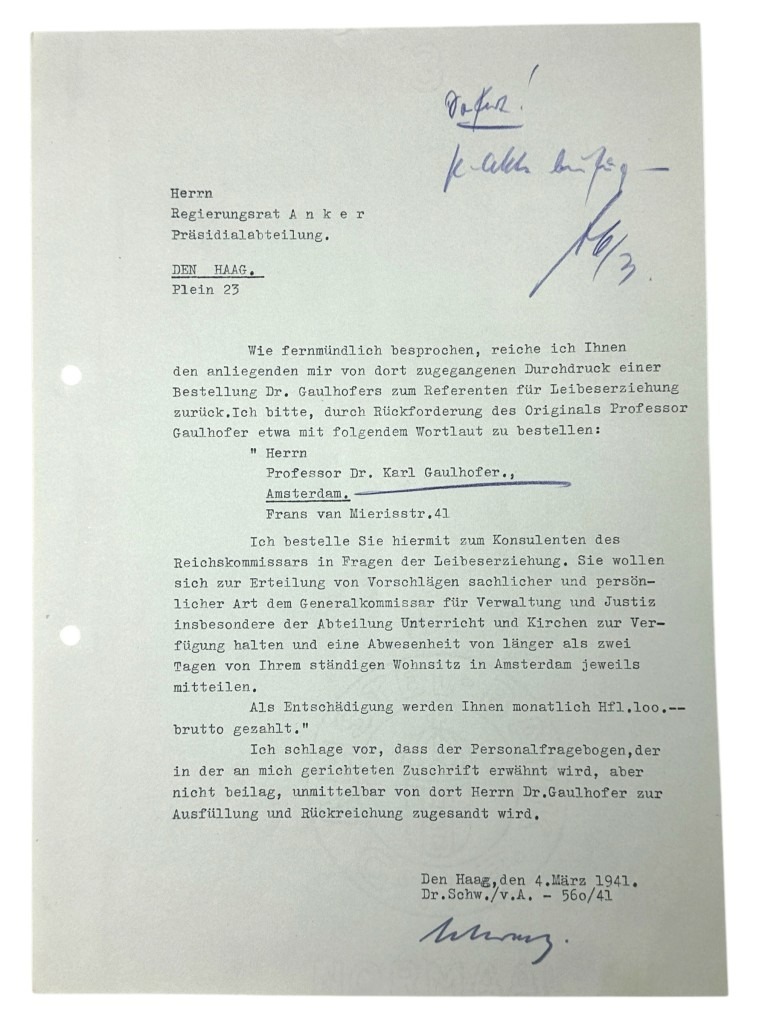 Herrn
Regierungsrat A n k e r
Präsidialabteilung.
DEN HAAG.
Plein 23
Wie fernmündlich besprochen, reiche ich Ihnen
den anliegenden mir von dort zugegangenen Durchdruck einer
Bestellung Dr. Gaulhofers zum Referenten für Leibeserziehung
zurück.Ich bitte, durch Rückforderung des Originals Professor
Gaulhofer etwa mit folgendem Wortlaut zu bestellen:
" Herrn
Professor Dr. Karl Gaulhofer.,
Amsterdam.
Frans van Mierisstr.41
Ich bestelle Sie hiermit zum Konsulenten des
Reichskommissars in Fragen der Leibeserziehung. Sie wollen
sich zur Erteilung von Vorschlägen sachlicher und persön-
licher Art dem Generalkommissar für Verwaltung und Justiz
insbesondere der Abteilung Unterricht und Kirchen zur Ver-
fügung halten und eine Abwesenheit von länger als zwei
Tagen von Ihrem ständigen Wohnsitz in Amsterdam jeweils
mitteilen.
Als Entschädigung werden Ihnen monatlich Hfl.loo.--
brutto gezahlt."
Ich schlage vor, dass der Personalfragebogen,der
in der an mich gerichteten Zuschrift erwähnt wird, aber
nicht beilag, unmittelbar von dort Herrn Dr.Gaulhofer zur
Ausfüllung und Rückreichung zugesandt wird.
Den Haag,den 4.März 1941.
Dr.Schw./v.A. - 56o/41